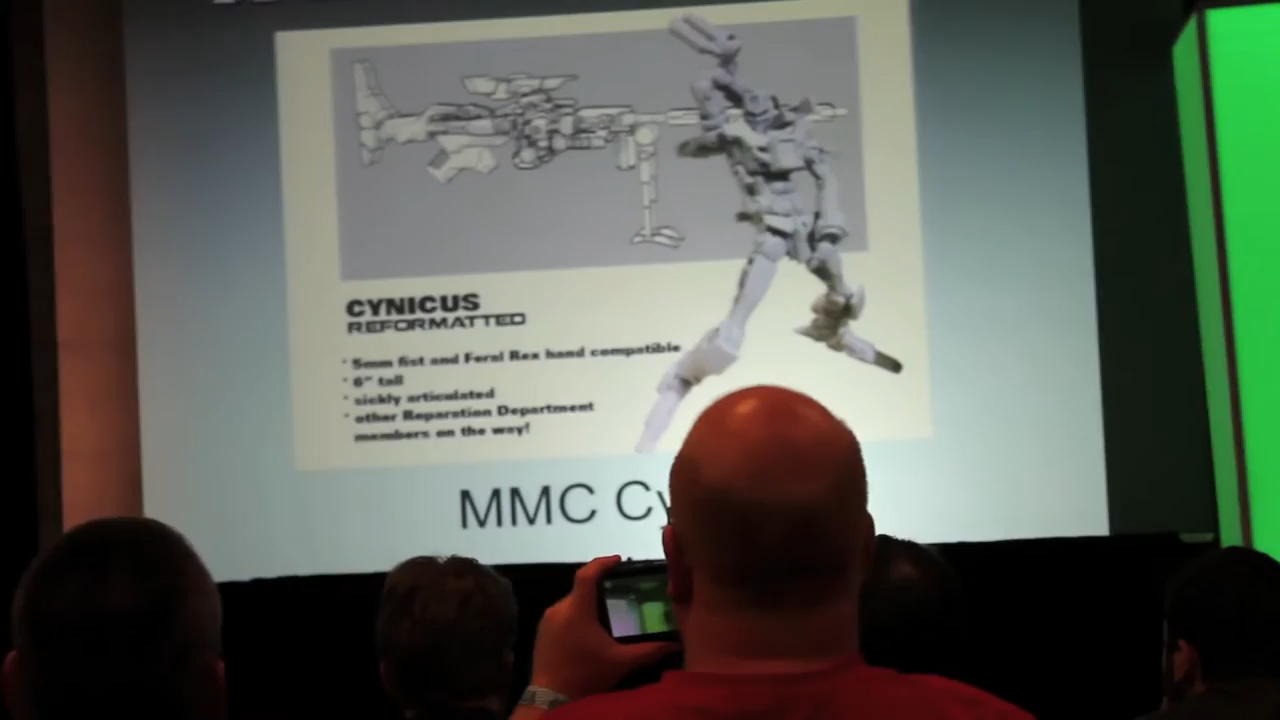 CYNICUS
REFORMATTED
* 5mm fist and Feral Rex hand compatible
* 6" tall
* sickly articulated
* other Reparation Department
members on the way!
MMC Cy